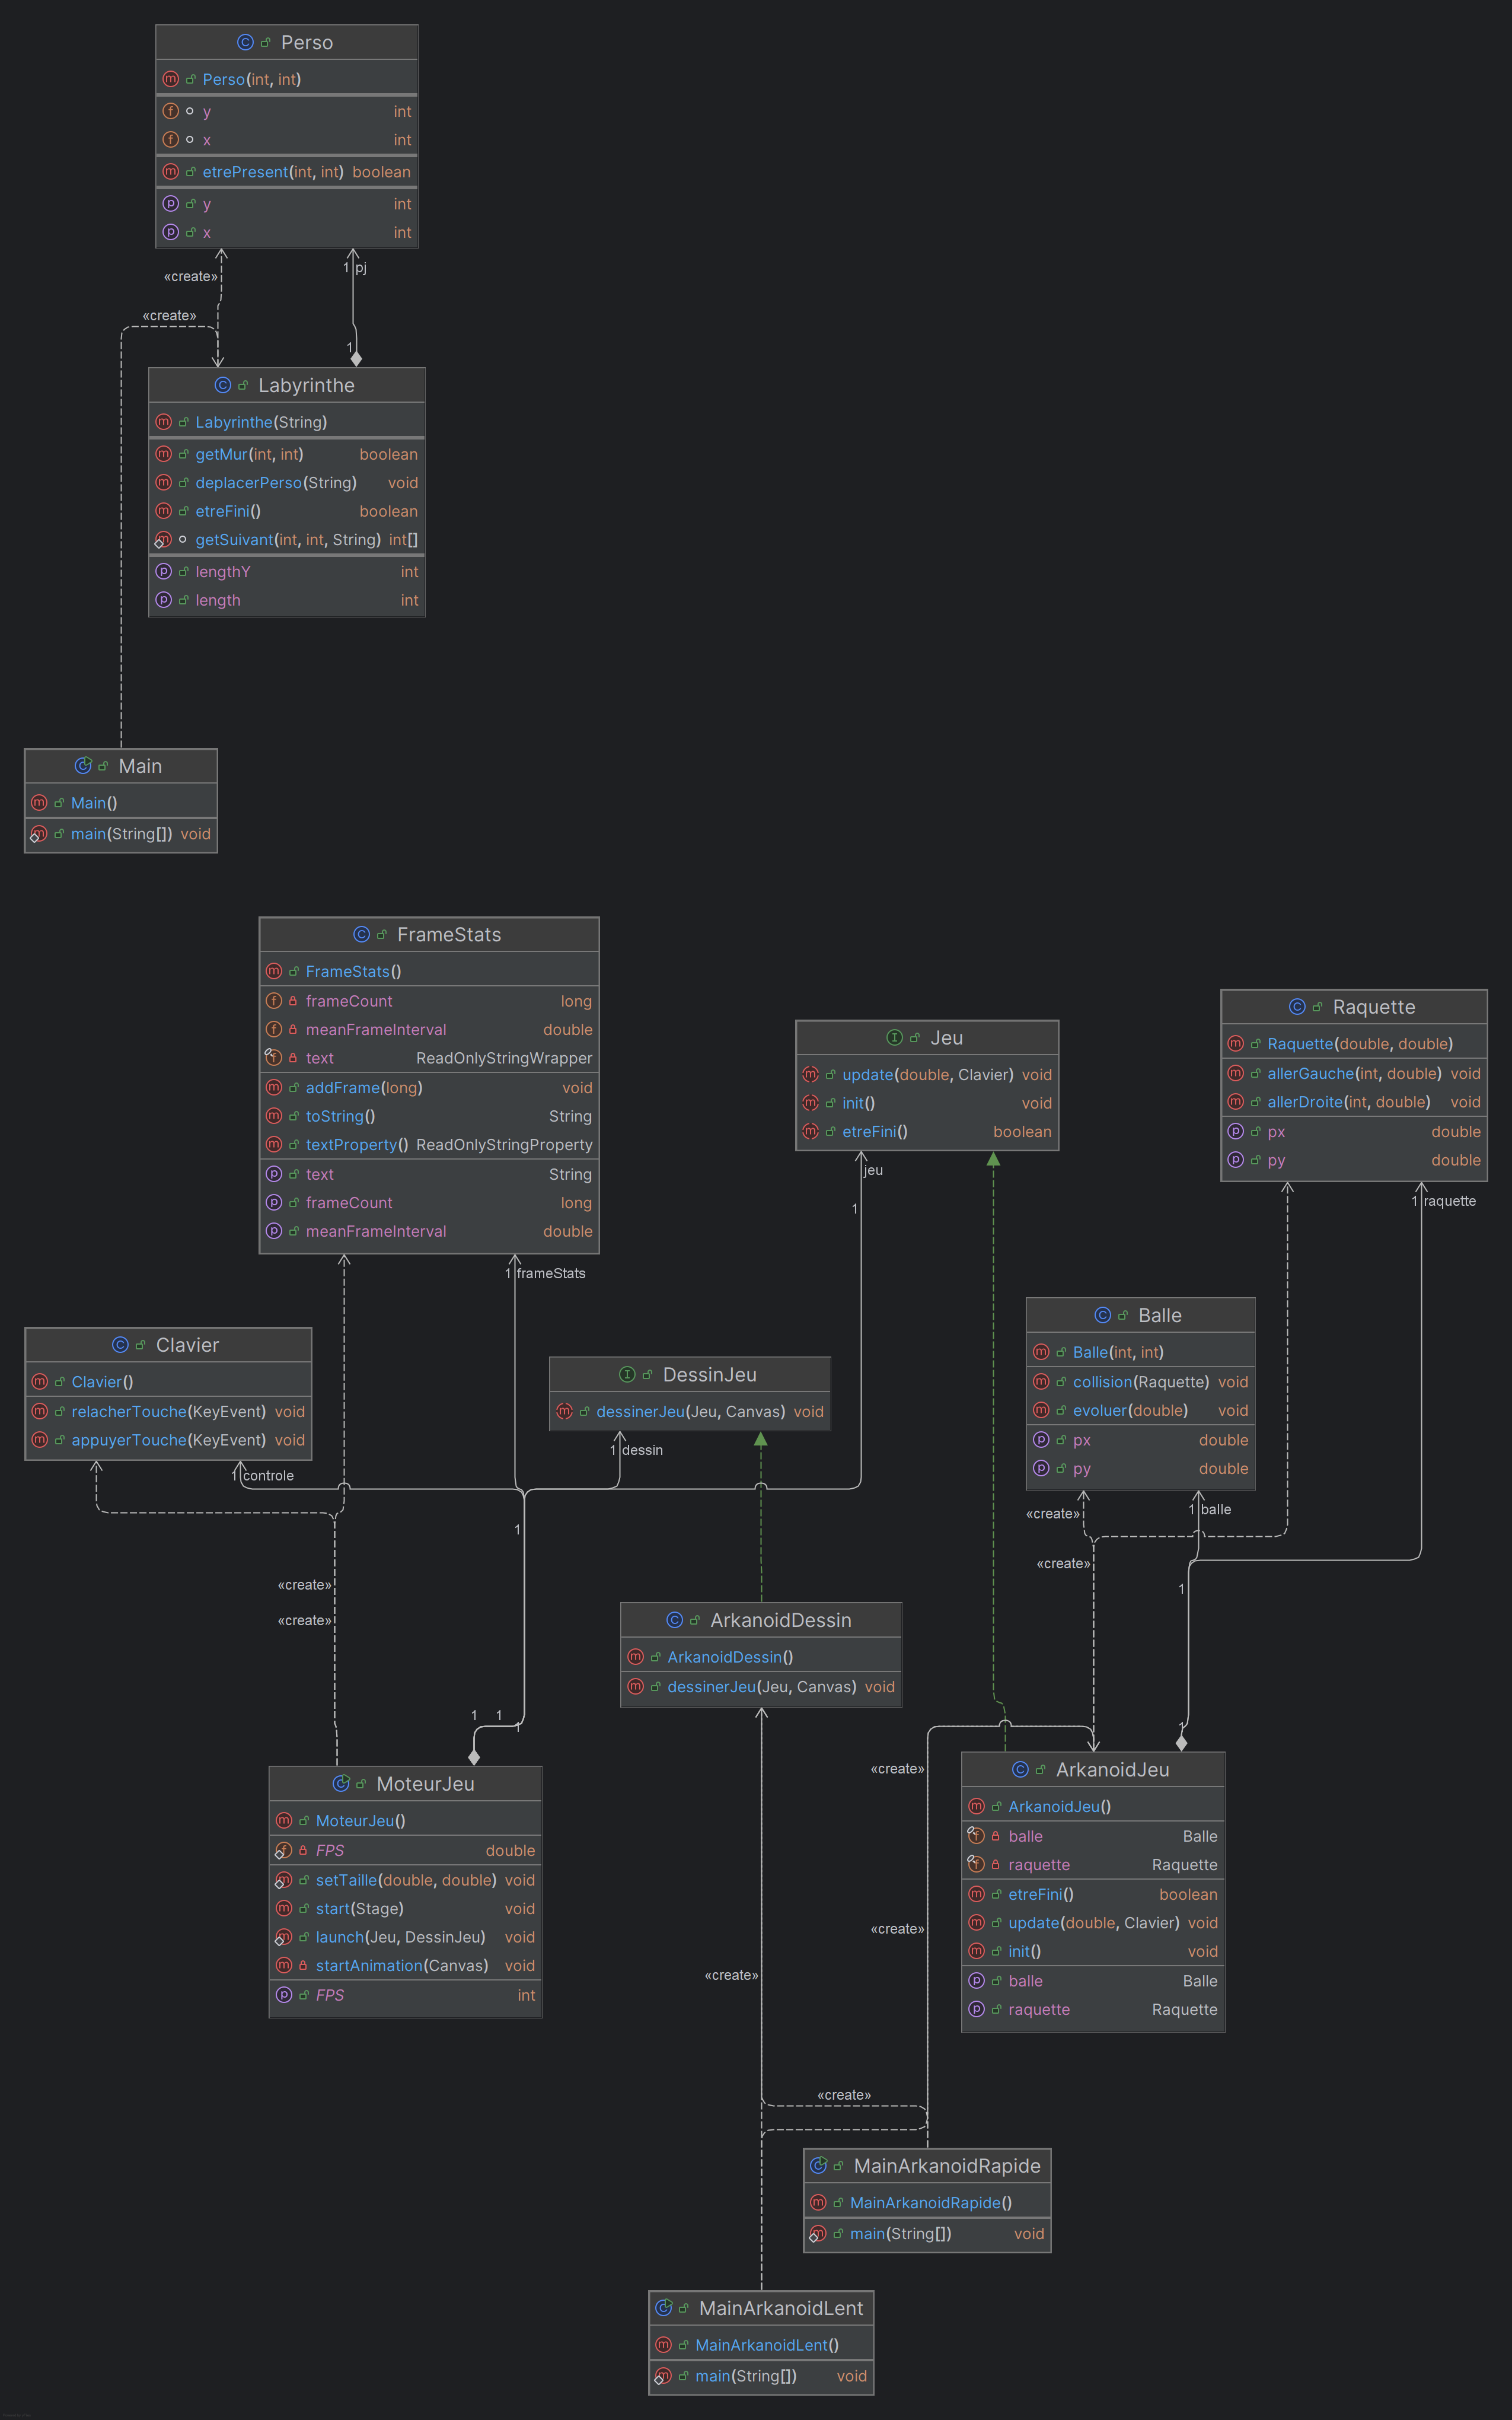 Perso
Perso(int, int)
y int
x int
etrePresent(int, int) boolean
y int
x int
«create»
1 pj
«create»
1
Labyrinthe
Labyrinthe(String)
getMur(int, int) boolean
deplacerPerso(String) void
etreFini() boolean
getSuivant(int, int, String) int[]
lengthY int
length int
Main
Main()
main(String[]) void
FrameStats
FrameStats()
frameCount long
meanFrameInterval double
text ReadOnlyStringWrapper
addFrame(long) void
toString() String
textProperty() ReadOnlyStringProperty
text String
frameCount long
meanFrameInterval double
1 frameStats
Jeu
update(double, Clavier) void
init() void
etreFini() boolean
jeu
1
Raquette
Raquette(double, double)
allerGauche(int, double) void
allerDroite(int, double) void
px double
py double
1 raquette
Clavier
Clavier()
relacherTouche(KeyEvent) void
appuyerTouche(KeyEvent) void
1 controle
DessinJeu
dessinerJeu(Jeu, Canvas) void
1 dessin
Balle
Balle(int, int)
collision(Raquette) void
evoluer(double) void
px double
py double
«create»
1 balle
1
«create»
1
«create»
«create»
ArkanoidDessin
ArkanoidDessin()
dessinerJeu(Jeu, Canvas) void
1 1 1
1
MoteurJeu
MoteurJeu()
FPS double
setTaille(double, double) void
start(Stage) void
launch(Jeu, DessinJeu) void
startAnimation(Canvas) void
FPS int
«create»
ArkanoidJeu
ArkanoidJeu()
balle Balle
raquette Raquette
etreFini() boolean
update(double, Clavier) void
init() void
balle Balle
raquette Raquette
«create»
«create»
«create»
MainArkanoidRapide
MainArkanoidRapide()
main(String[]) void
MainArkanoidLent
MainArkanoidLent()
main(String[]) void